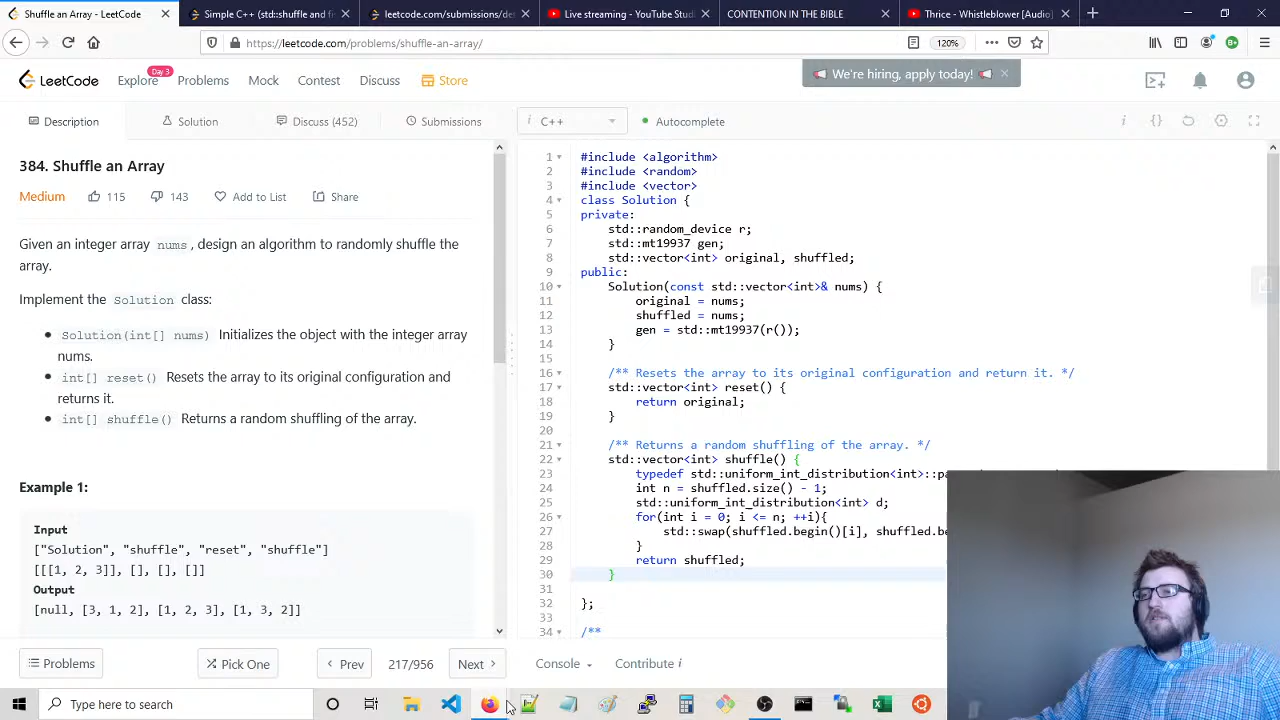 Shuffle an Array - LeetCode
Simple C++ (std::shuffle and f
leetcode.com/submissions/de
Live streaming - YouTube Studi
CONTENTION IN THE BIBLE
Thrice - Whistleblower [Audio]
https://leetcode.com/problems/shuffle-an-array/
120%
LeetCode
Explore
Day 3
Problems
Mock
Contest
Discuss
Store
We're hiring, apply today!
Description
Solution
Discuss (452)
Submissions
i C++
Autocomplete
384. Shuffle an Array
Medium
115
143
Add to List
Share
Given an integer array nums, design an algorithm to randomly shuffle the
array.
Implement the Solution class:
Solution(int[] nums) Initializes the object with the integer array
nums.
int[] reset() Resets the array to its original configuration and
returns it.
int[] shuffle() Returns a random shuffling of the array.
Example 1:
Input
["Solution", "shuffle", "reset", "shuffle"]
[[[1, 2, 3]], [], [], []]
Output
[null, [3, 1, 2], [1, 2, 3], [1, 3, 2]]
1 #include <algorithm>
2 #include <random>
3 #include <vector>
4 class Solution {
5 private:
6 std::random_device r;
7 std::mt19937 gen;
8 std::vector<int> original, shuffled;
9 public:
10 Solution(const std::vector<int>& nums) {
11 original = nums;
12 shuffled = nums;
13 gen = std::mt19937(r());
14 }
15
16 /** Resets the array to its original configuration and return it. */
17 std::vector<int> reset() {
18 return original;
19 }
20
21 /** Returns a random shuffling of the array. */
22 std::vector<int> shuffle() {
23 typedef std::uniform_int_distribution<int>::pa
24 int n = shuffled.size() - 1;
25 std::uniform_int_distribution<int> d;
26 for(int i = 0; i <= n; ++i){
27 std::swap(shuffled.begin()[i], shuffled.be
28 }
29 return shuffled;
30 }
31
32 };
33
34 /**
Problems
Pick One
Prev
217/956
Next
Console
Contribute i
Type here to search